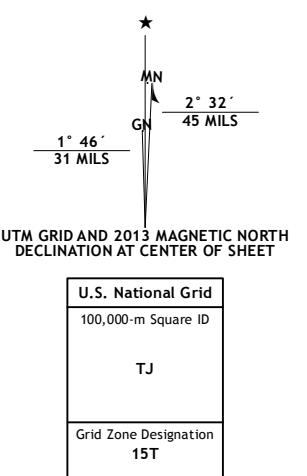 ★
MN
GN
2° 32´
45 MILS
1° 46´
31 MILS
UTM GRID AND 2013 MAGNETIC NORTH
DECLINATION AT CENTER OF SHEET
U.S. National Grid
100,000-m Square ID
TJ
Grid Zone Designation
15T